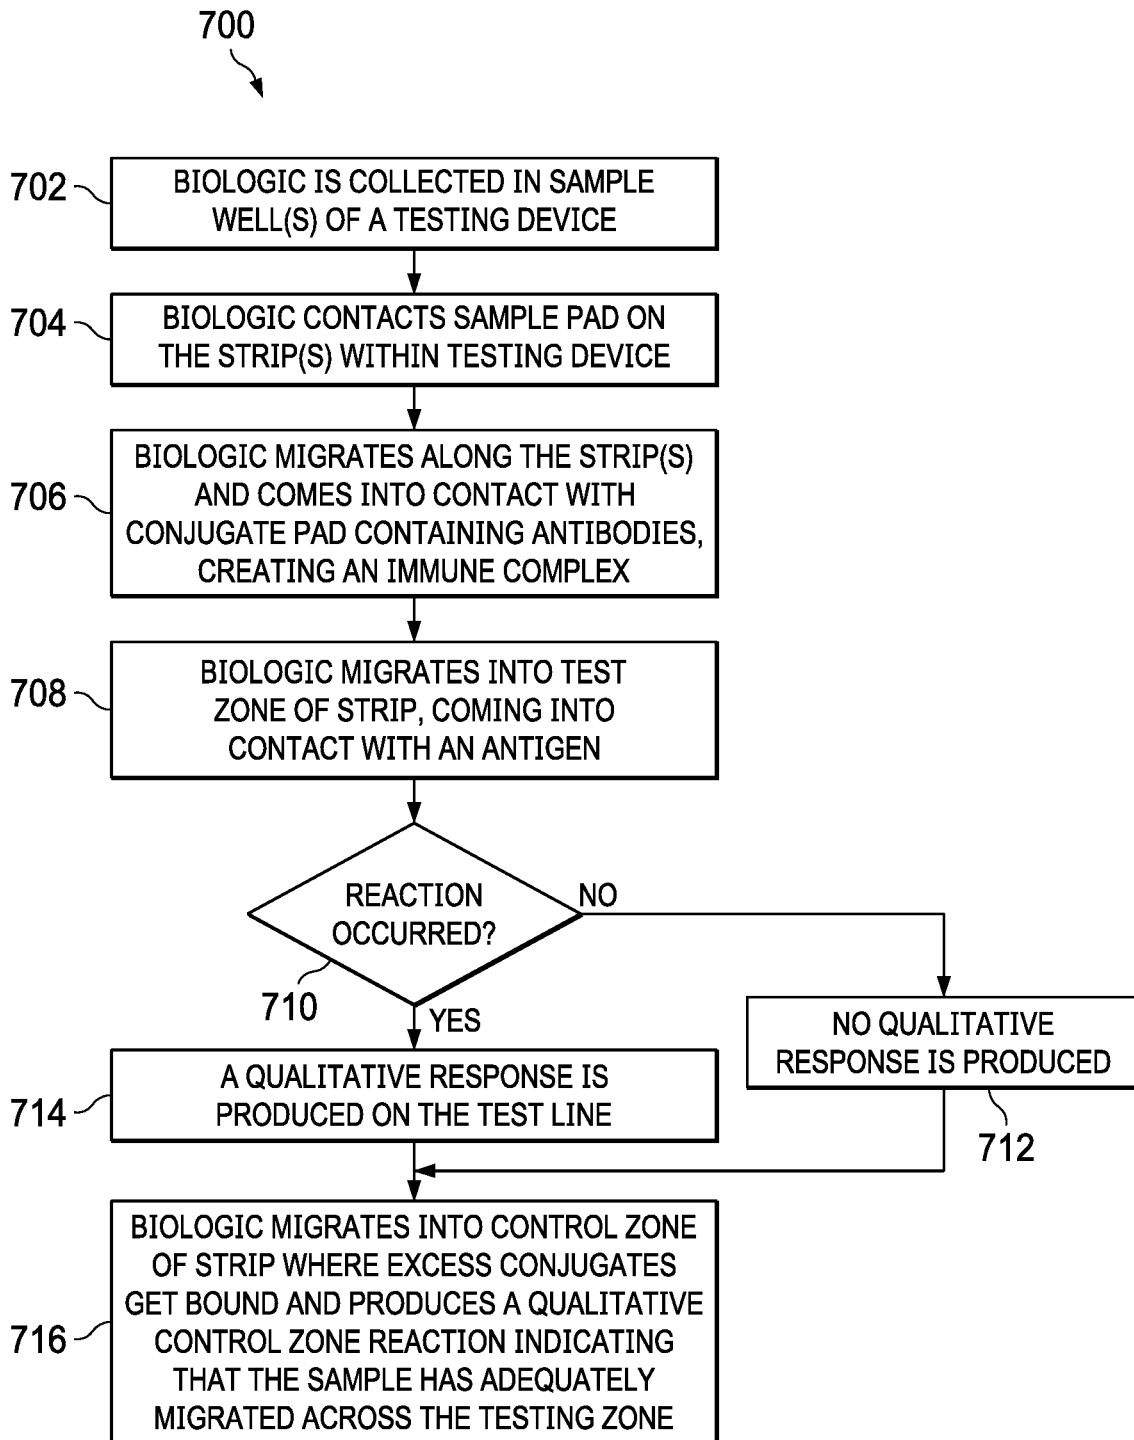 700
702
BIOLOGIC IS COLLECTED IN SAMPLE
WELL(S) OF A TESTING DEVICE
704
BIOLOGIC CONTACTS SAMPLE PAD ON
THE STRIP(S) WITHIN TESTING DEVICE
706
BIOLOGIC MIGRATES ALONG THE STRIP(S)
AND COMES INTO CONTACT WITH
CONJUGATE PAD CONTAINING ANTIBODIES,
CREATING AN IMMUNE COMPLEX
708
BIOLOGIC MIGRATES INTO TEST
ZONE OF STRIP, COMING INTO
CONTACT WITH AN ANTIGEN
REACTION
OCCURRED?
710
NO
YES
NO QUALITATIVE
RESPONSE IS PRODUCED
712
714
A QUALITATIVE RESPONSE IS
PRODUCED ON THE TEST LINE
716
BIOLOGIC MIGRATES INTO CONTROL ZONE
OF STRIP WHERE EXCESS CONJUGATES
GET BOUND AND PRODUCES A QUALITATIVE
CONTROL ZONE REACTION INDICATING
THAT THE SAMPLE HAS ADEQUATELY
MIGRATED ACROSS THE TESTING ZONE